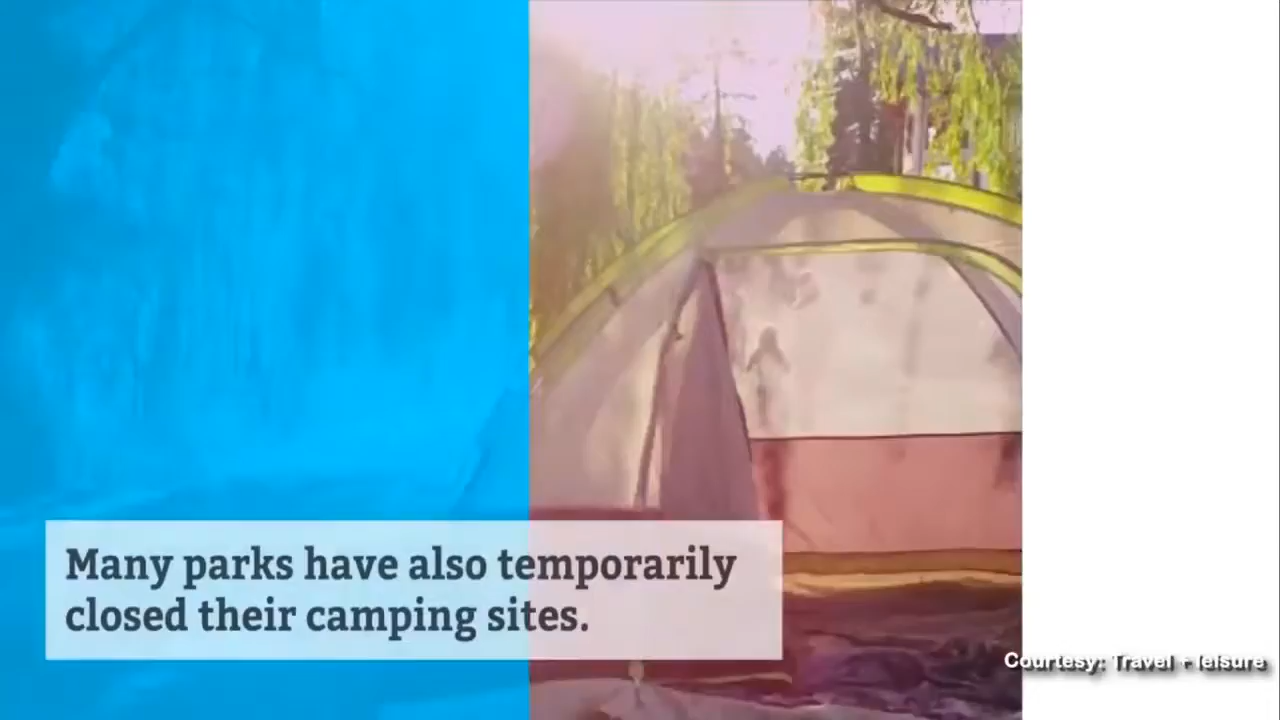 Many parks have also temporarily
closed their camping sites.
Courtesy: Travel + leisure